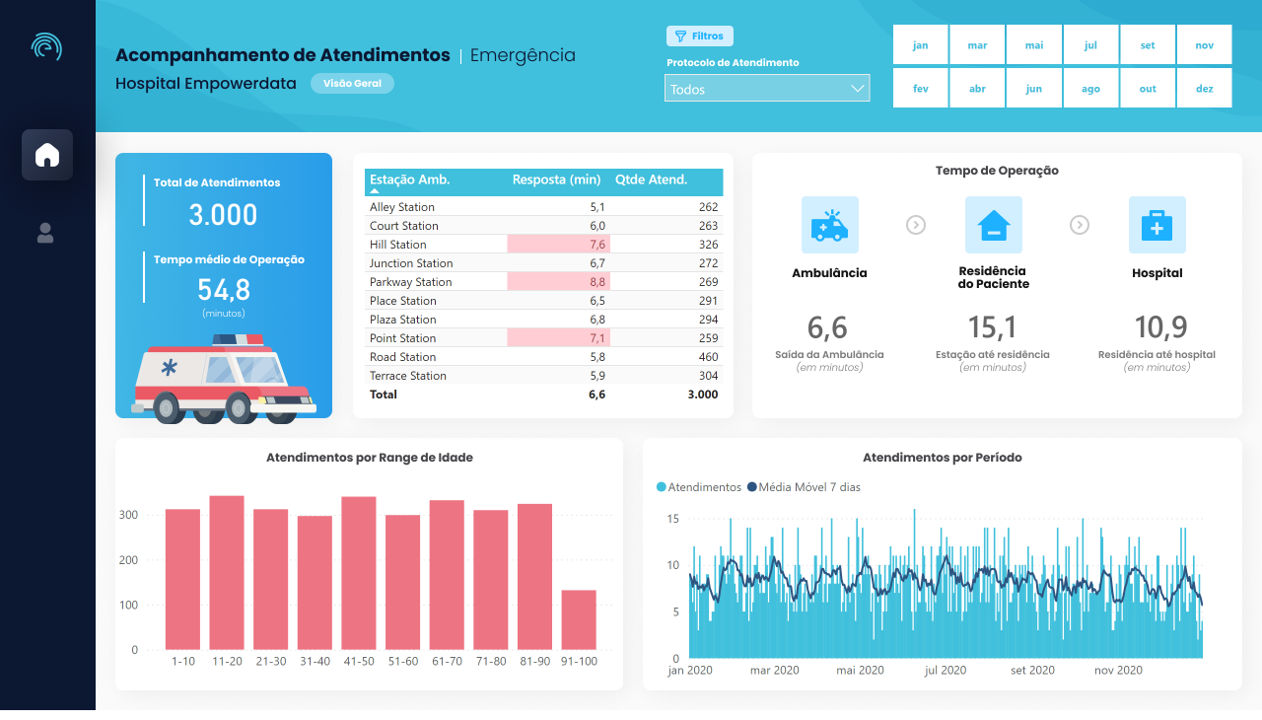 Acompanhamento de Atendimentos | Emergência
Hospital Empowerdata Visão Geral
Filtros
Protocolo de Atendimento
Todos
jan mar mai jul set nov
fev abr jun ago out dez
Total de Atendimentos
3.000
Tempo médio de Operação
54,8
(minutos)
Estação Amb. Resposta (min) Qtde Atend.
Alley Station 5,1 262
Court Station 6,0 263
Hill Station 7,6 326
Junction Station 6,7 272
Parkway Station 8,8 269
Place Station 6,5 291
Plaza Station 6,8 294
Point Station 7,1 259
Road Station 5,8 460
Terrace Station 5,9 304
Total 6,6 3.000
Tempo de Operação
Ambulância
Residência
do Paciente
Hospital
6,6 15,1 10,9
Saída da Ambulância Estação até residência Residência até hospital
(em minutos) (em minutos) (em minutos)
Atendimentos por Range de Idade
300
200
100
0
1-10 11-20 21-30 31-40 41-50 51-60 61-70 71-80 81-90 91-100
Atendimentos por Período
Atendimentos Média Móvel 7 dias
15
10
5
0
jan 2020 mar 2020 mai 2020 jul 2020 set 2020 nov 2020